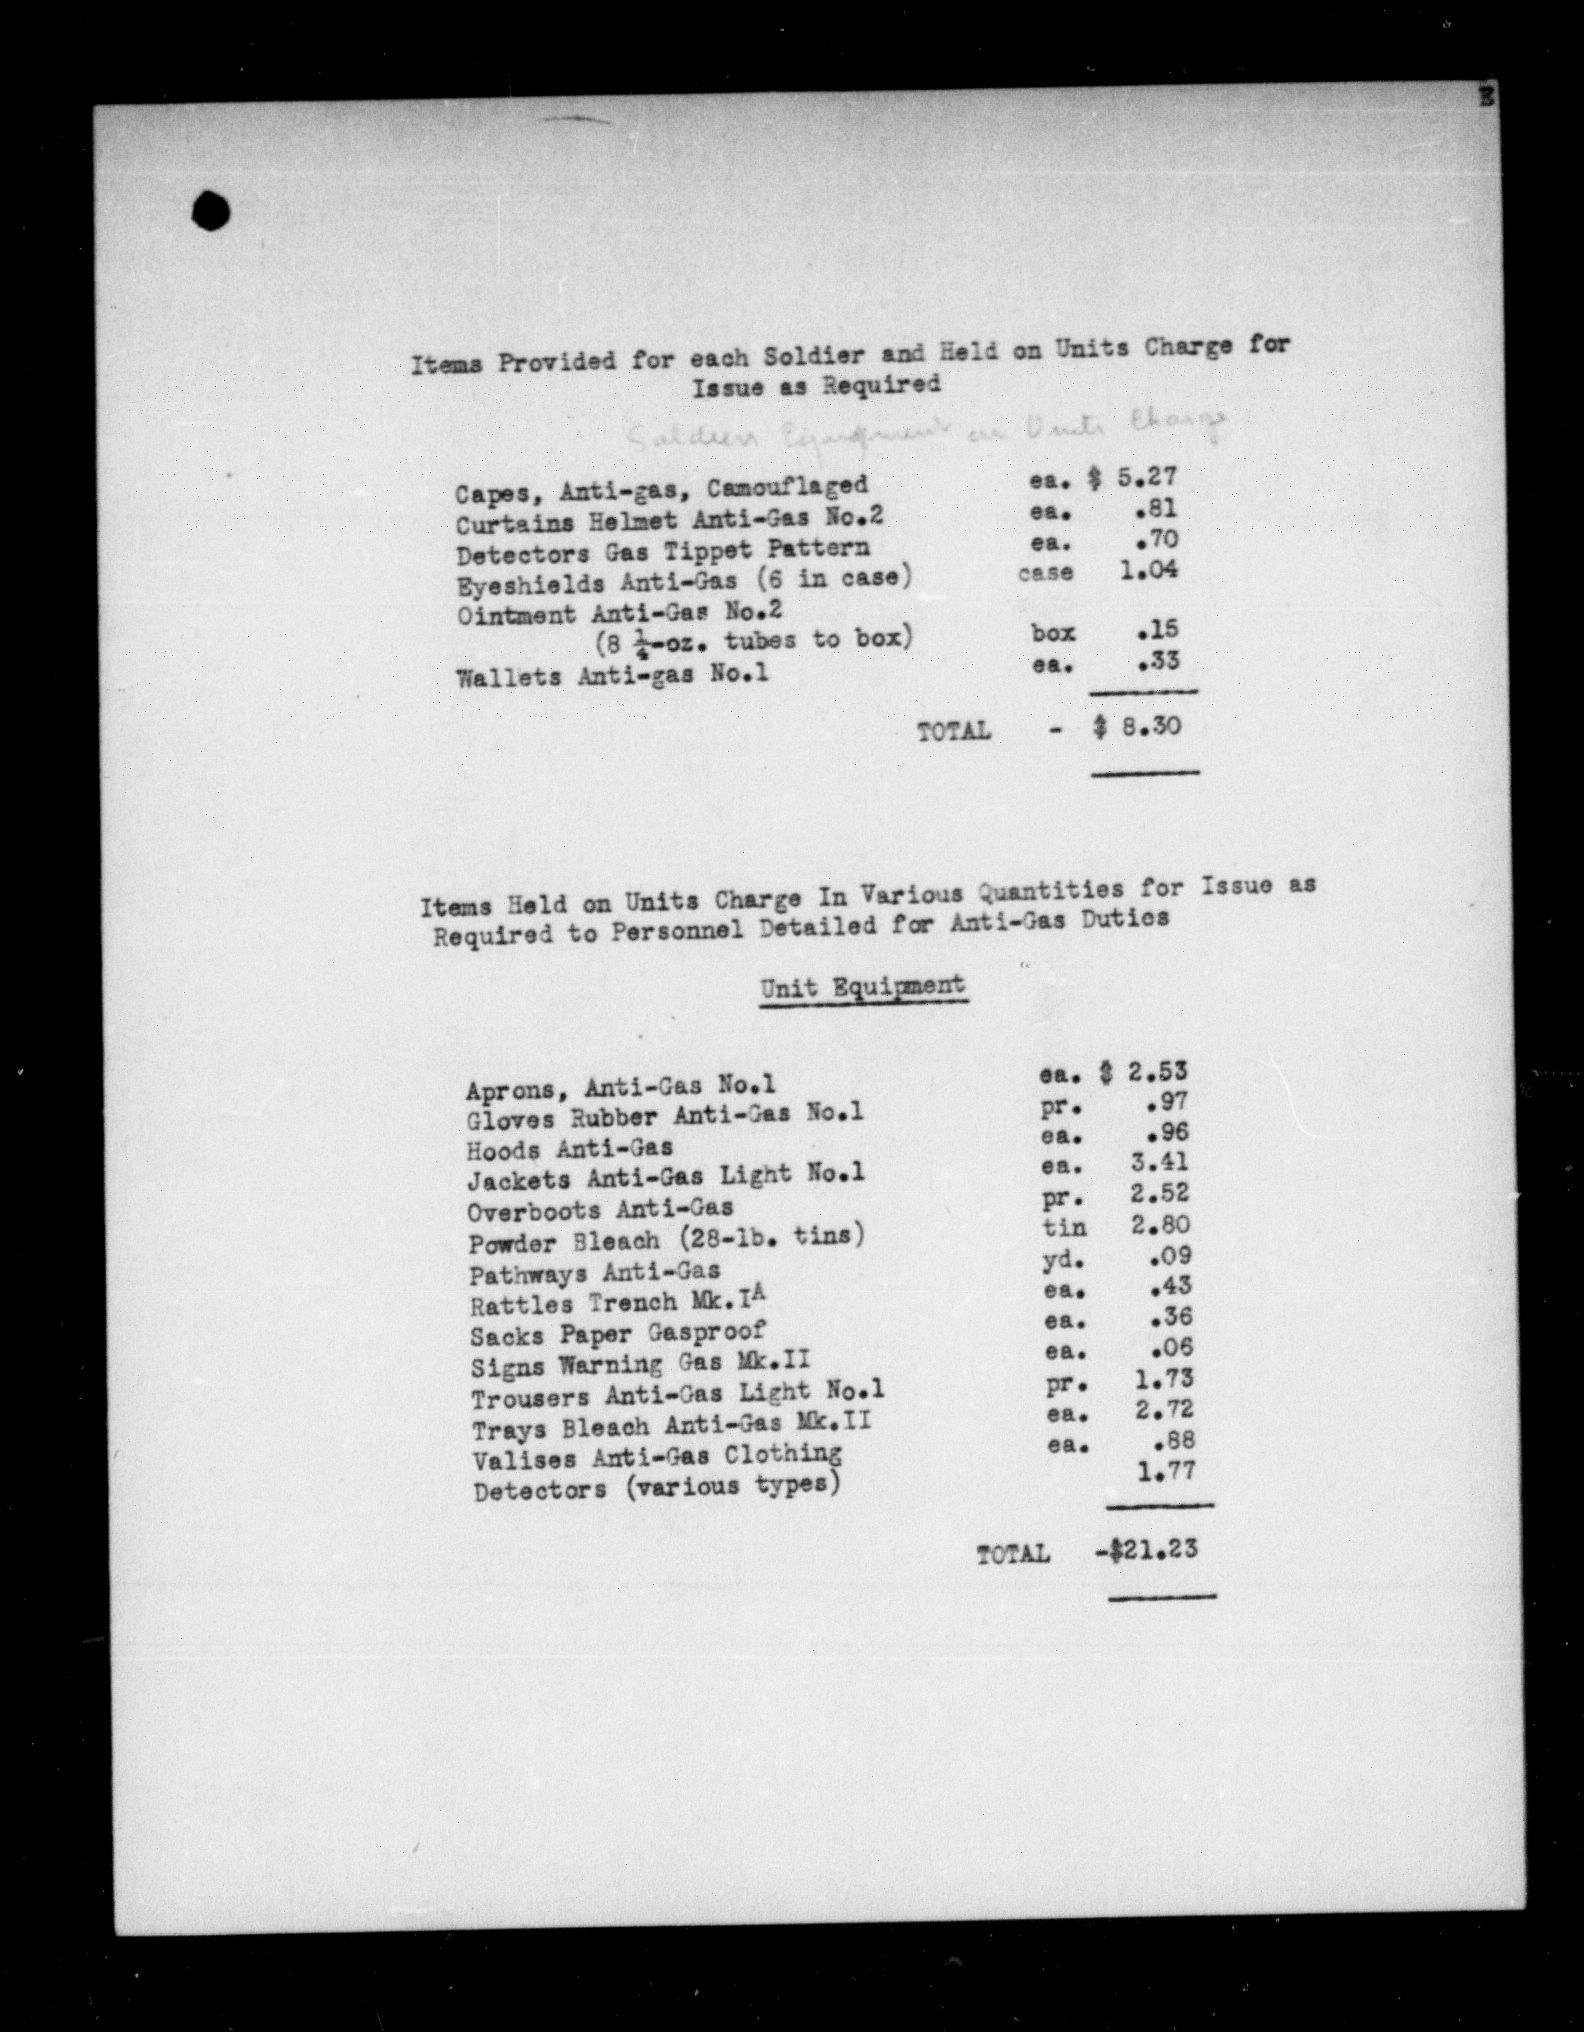 Items Provided for each Soldier and Held on Units Charge for
Issue as Required
Soldiers Equipment on Units Charge
Capes, Anti-gas, Camouflaged ea. $ 5.27
Curtains Helmet Anti-Gas No.2 ea. .81
Detectors Gas Tippet Pattern ea. .70
Eyeshields Anti-Gas (6 in case) case 1.04
Ointment Anti-Gas No.2
(8 ¼-oz. tubes to box) box .15
Wallets Anti-gas No.1 ea. .33
TOTAL - $ 8.30
Items Held on Units Charge In Various Quantities for Issue as
Required to Personnel Detailed for Anti-Gas Duties
Unit Equipment
Aprons, Anti-Gas No.1 ea. $ 2.53
Gloves Rubber Anti-Gas No.1 pr. .97
Hoods Anti-Gas ea. .96
Jackets Anti-Gas Light No.1 ea. 3.41
Overboots Anti-Gas pr. 2.52
Powder Bleach (28-lb. tins) tin 2.80
Pathways Anti-Gas yd. .09
Rattles Trench Mk.IA ea. .43
Sacks Paper Gasproof ea. .36
Signs Warning Gas Mk.II ea. .06
Trousers Anti-Gas Light No.1 pr. 1.73
Trays Bleach Anti-Gas Mk.II ea. 2.72
Valises Anti-Gas Clothing ea. .88
Detectors (various types) 1.77
TOTAL -$21.23